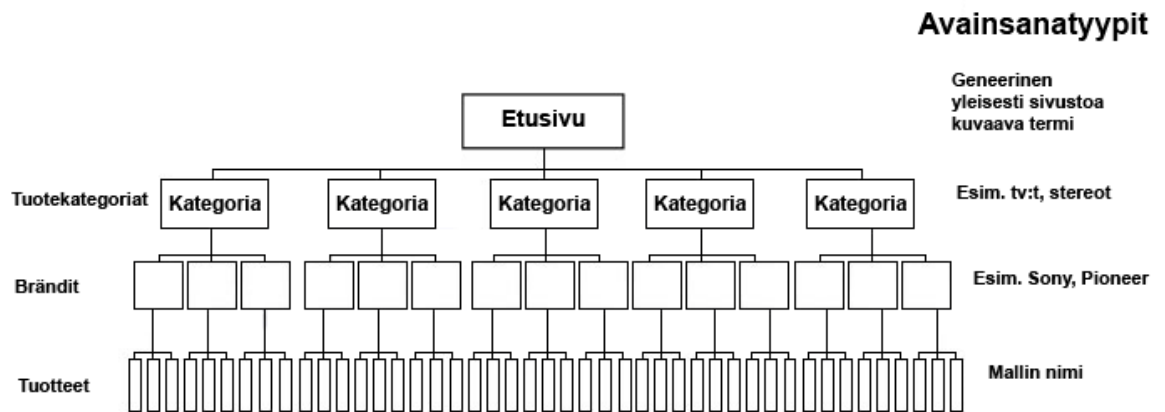 Avainsanatyypit
Geneerinen
yleisesti sivustoa
kuvaava termi
Etusivu
Tuotekategoriat
Kategoria
Kategoria
Kategoria
Kategoria
Kategoria
Esim. tv:t, stereot
Brändit
Esim. Sony, Pioneer
Tuotteet
Mallin nimi